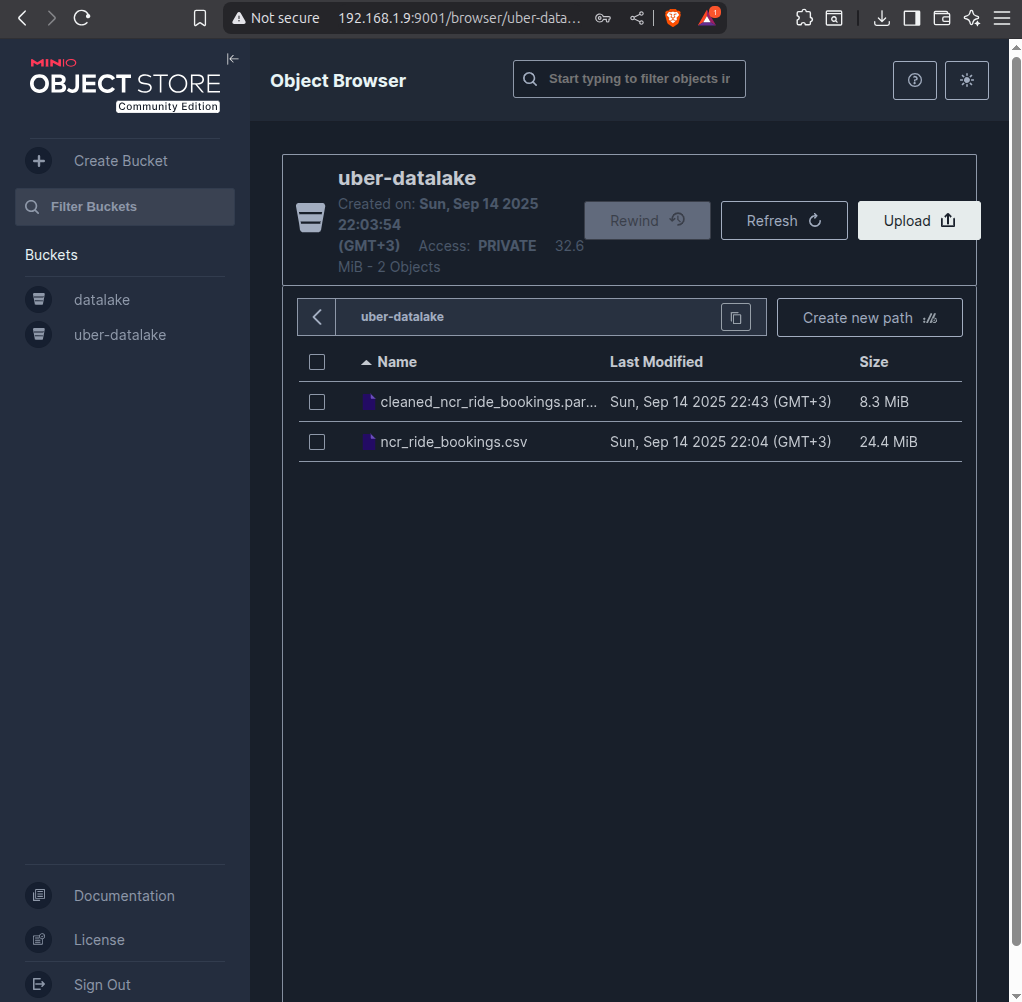 Not secure 192.168.1.9:9001/browser/uber-data...
1
MINIO
OBJECT STORE
Community Edition
Create Bucket
Filter Buckets
Buckets
datalake
uber-datalake
Documentation
License
Sign Out
Object Browser
Start typing to filter objects ir
uber-datalake
Created on: Sun, Sep 14 2025
22:03:54
(GMT+3) Access: PRIVATE 32.6
MiB - 2 Objects
Rewind
Refresh
Upload
uber-datalake
Create new path
Name Last Modified Size
cleaned_ncr_ride_bookings.par... Sun, Sep 14 2025 22:43 (GMT+3) 8.3 MiB
ncr_ride_bookings.csv Sun, Sep 14 2025 22:04 (GMT+3) 24.4 MiB